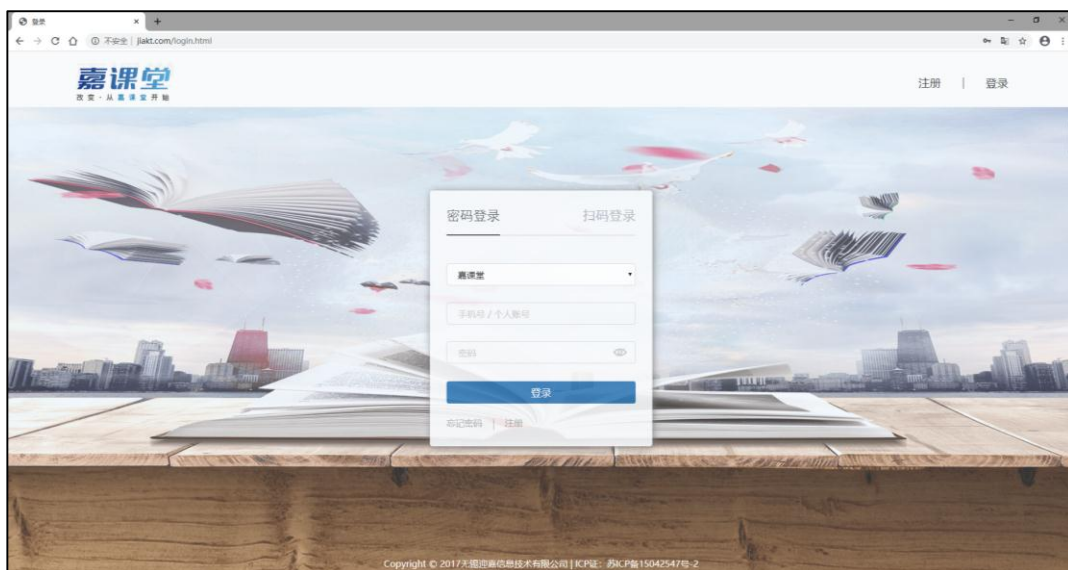 登录
不安全 | jiakt.com/login.html
嘉课堂
改变·从嘉课堂开始
注册 | 登录
密码登录 扫码登录
嘉课堂
手机号 / 个人账号
密码
登录
忘记密码 | 注册
Copyright © 2017无锡迎嘉信息技术有限公司 | ICP证：苏ICP备15042547号-2